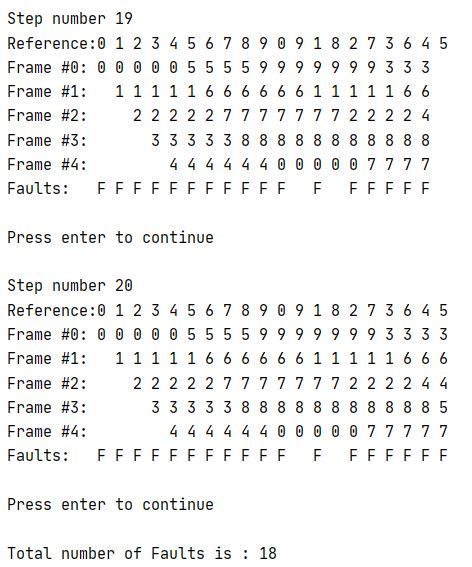 Step number 19
Reference:0 1 2 3 4 5 6 7 8 9 0 9 1 8 2 7 3 6 4 5
Frame #0: 0 0 0 0 0 5 5 5 5 9 9 9 9 9 9 9 3 3 3
Frame #1:   1 1 1 1 1 6 6 6 6 6 6 1 1 1 1 1 6 6
Frame #2:     2 2 2 2 2 7 7 7 7 7 7 7 2 2 2 2 4
Frame #3:       3 3 3 3 3 8 8 8 8 8 8 8 8 8 8 8
Frame #4:         4 4 4 4 4 4 0 0 0 0 0 7 7 7 7
Faults:   F F F F F F F F F F F   F   F F F F F
Press enter to continue
Step number 20
Reference:0 1 2 3 4 5 6 7 8 9 0 9 1 8 2 7 3 6 4 5
Frame #0: 0 0 0 0 0 5 5 5 5 9 9 9 9 9 9 9 3 3 3 3
Frame #1:   1 1 1 1 1 6 6 6 6 6 6 1 1 1 1 1 6 6 6
Frame #2:     2 2 2 2 2 7 7 7 7 7 7 7 2 2 2 2 4 4
Frame #3:       3 3 3 3 3 8 8 8 8 8 8 8 8 8 8 8 5
Frame #4:         4 4 4 4 4 4 0 0 0 0 0 7 7 7 7 7
Faults:   F F F F F F F F F F F   F   F F F F F F
Press enter to continue
Total number of Faults is : 18